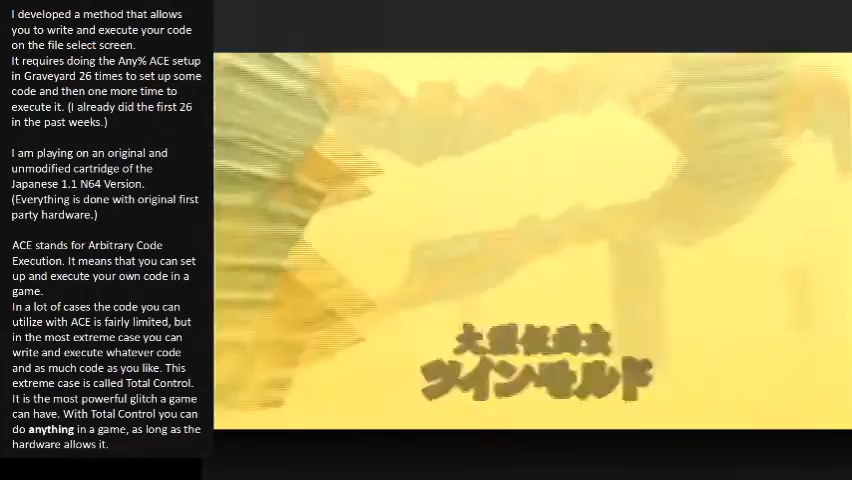 I developed a method that allows
you to write and execute your code
on the file select screen.
It requires doing the Any% ACE setup
in Graveyard 26 times to set up some
code and then one more time to
execute it. (I already did the first 26
in the past weeks.)
I am playing on an original and
unmodified cartridge of the
Japanese 1.1 N64 Version.
(Everything is done with original first
party hardware.)
ACE stands for Arbitrary Code
Execution. It means that you can set
up and execute your own code in a
game.
In a lot of cases the code you can
utilize with ACE is fairly limited, but
in the most extreme case you can
write and execute whatever code
and as much code as you like. This
extreme case is called Total Control.
It is the most powerful glitch a game
can have. With Total Control you can
do anything in a game, as long as the
hardware allows it.
ツインモルド